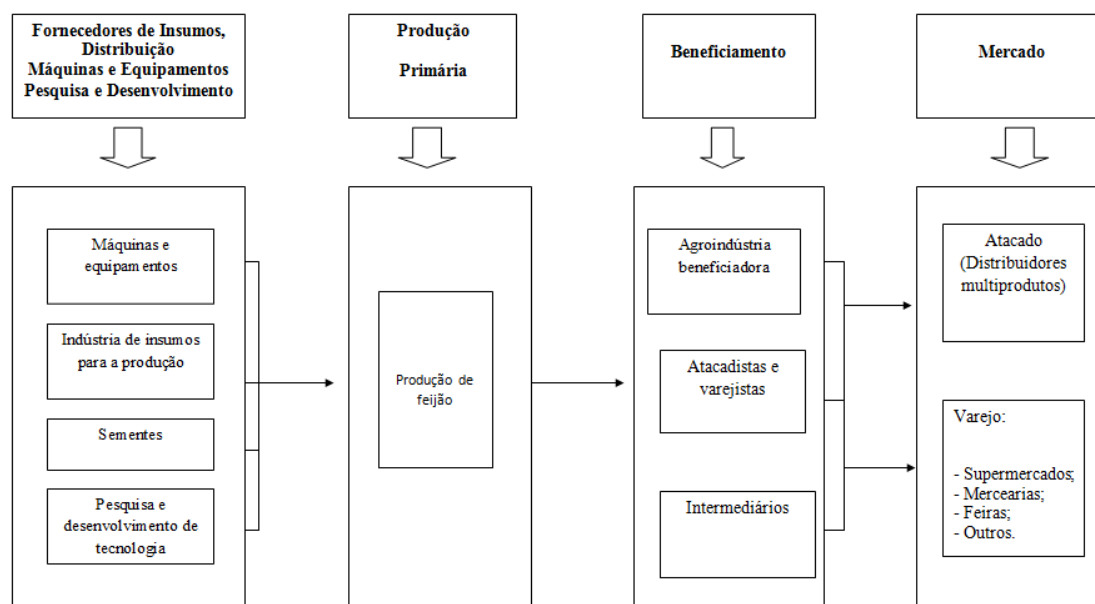 Fornecedores de Insumos,
Distribuição
Máquinas e Equipamentos
Pesquisa e Desenvolvimento
Produção
Primária
Beneficiamento
Mercado
Máquinas e
equipamentos
Indústria de insumos
para a produção
Sementes
Pesquisa e
desenvolvimento de
tecnologia
Produção de
feijão
Agroindústria
beneficiadora
Atacadistas e
varejistas
Intermediários
Atacado
(Distribuidores
multiprodutos)
Varejo:
- Supermercados;
- Mercearias;
- Feiras;
- Outros.